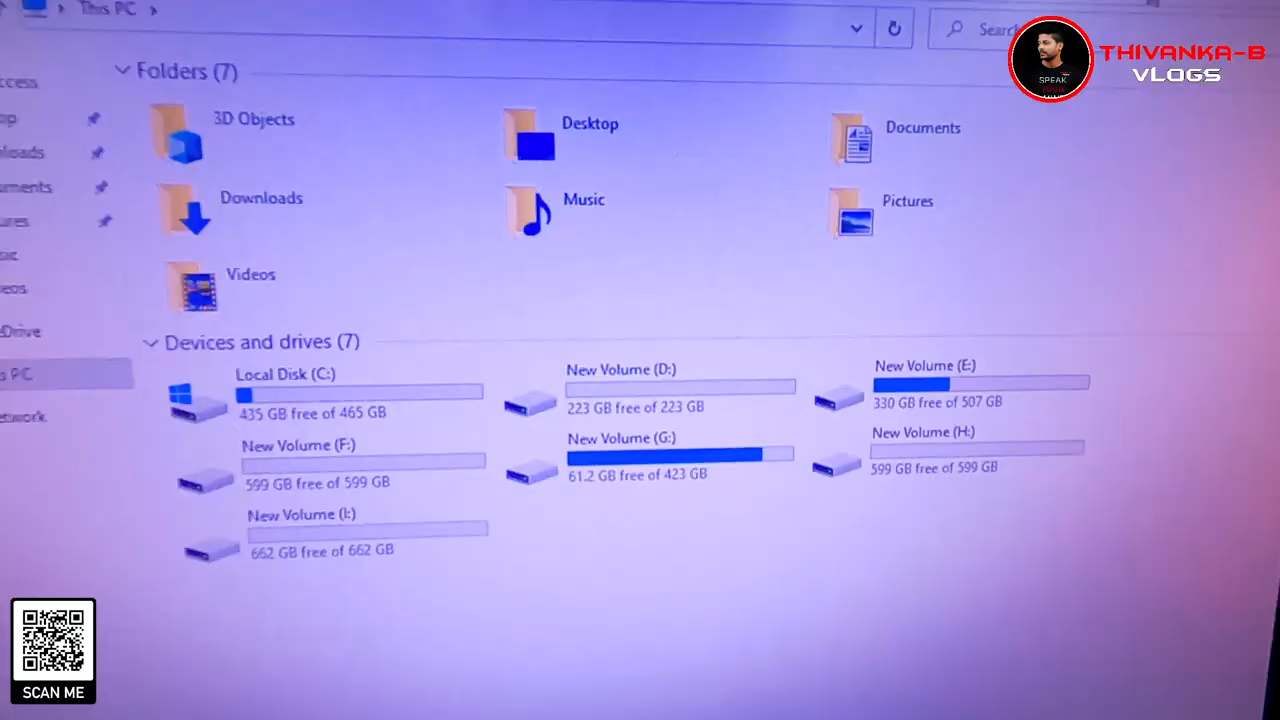 This PC
Search
THIVANKA-B
VLOGS
SPEAK
Folders (7)
3D Objects
Desktop
Documents
Downloads
Music
Pictures
Videos
Devices and drives (7)
Local Disk (C:)
435 GB free of 465 GB
New Volume (D:)
223 GB free of 223 GB
New Volume (E:)
330 GB free of 507 GB
New Volume (F:)
599 GB free of 599 GB
New Volume (G:)
61.2 GB free of 423 GB
New Volume (H:)
599 GB free of 599 GB
New Volume (I:)
662 GB free of 662 GB
SCAN ME